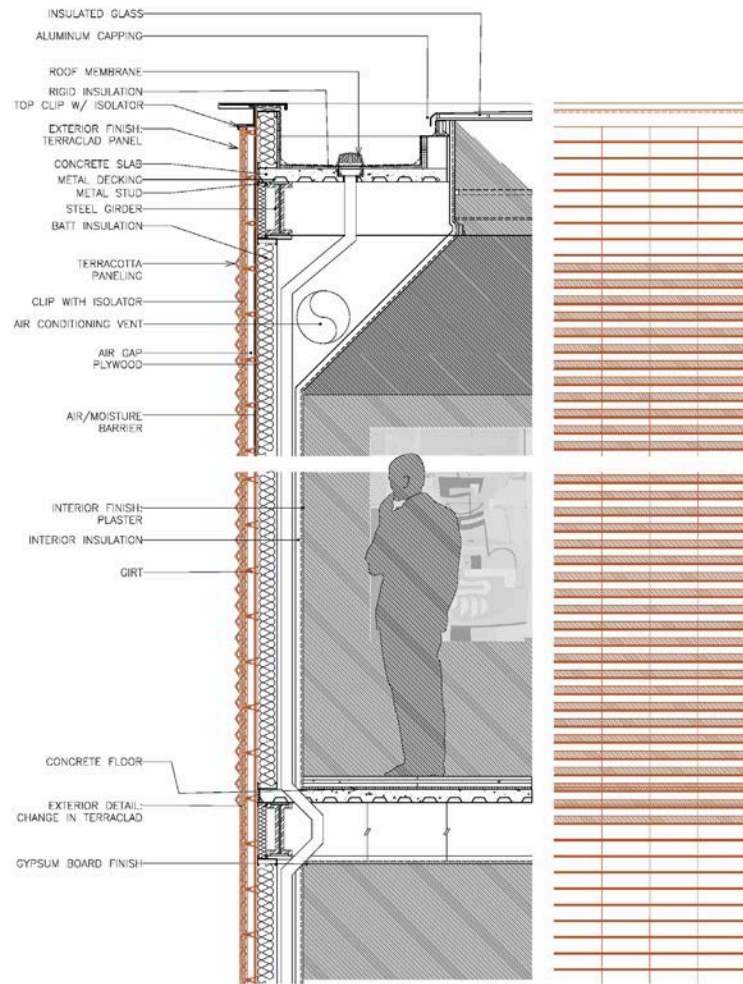 INSULATED GLASS
ALUMINUM CAPPING
ROOF MEMBRANE
RIGID INSULATION
TOP CLIP W/ ISOLATOR
EXTERIOR FINISH:
TERRACLAD PANEL
CONCRETE SLAB
METAL DECKING
METAL STUD
STEEL GIRDER
BATT INSULATION
TERRACOTTA
PANELING
CLIP WITH ISOLATOR
AIR CONDITIONING VENT
AIR GAP
PLYWOOD
AIR/MOISTURE
BARRIER
INTERIOR FINISH:
PLASTER
INTERIOR INSULATION
GIRT
CONCRETE FLOOR
EXTERIOR DETAIL:
CHANGE IN TERRACLAD
GYPSUM BOARD FINISH